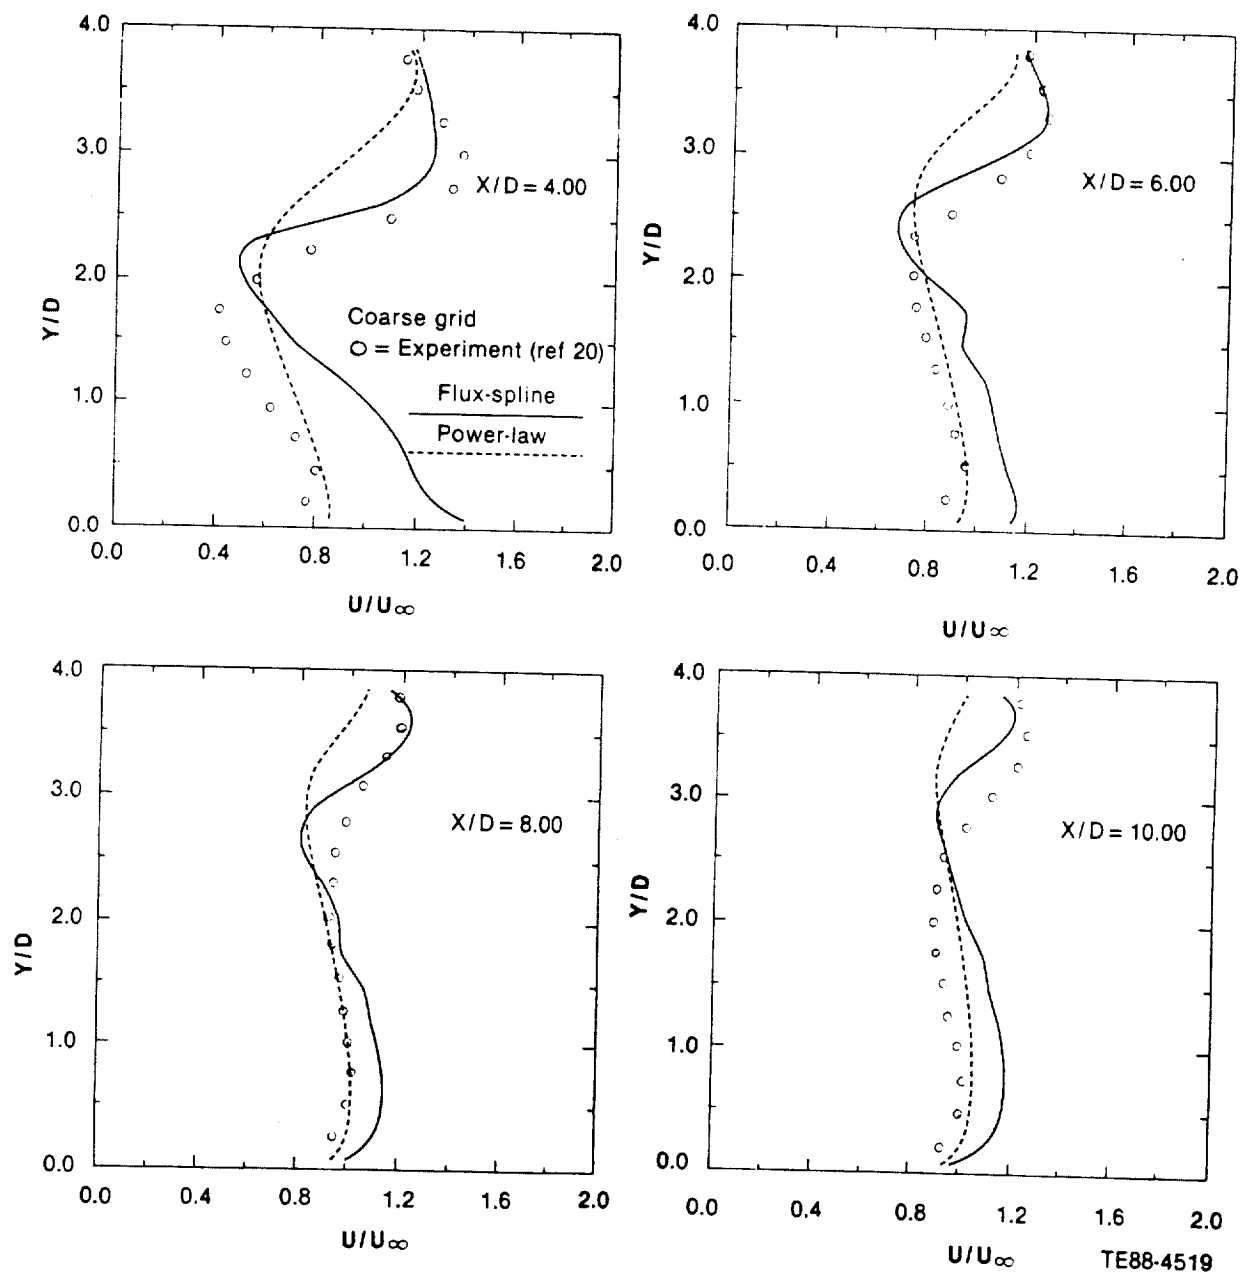 4.0
3.0
2.0
1.0
0.0
Y/D
X/D = 4.00
Coarse grid
O = Experiment (ref 20)
Flux-spline
Power-law
0.0 0.4 0.8 1.2 1.6 2.0
U/U∞
4.0
3.0
2.0
1.0
0.0
Y/D
X/D = 6.00
0.0 0.4 0.8 1.2 1.6 2.0
U/U∞
4.0
3.0
2.0
1.0
0.0
Y/D
X/D = 8.00
0.0 0.4 0.8 1.2 1.6 2.0
U/U∞
4.0
3.0
2.0
1.0
0.0
Y/D
X/D = 10.00
0.0 0.4 0.8 1.2 1.6 2.0
U/U∞
TE88-4519